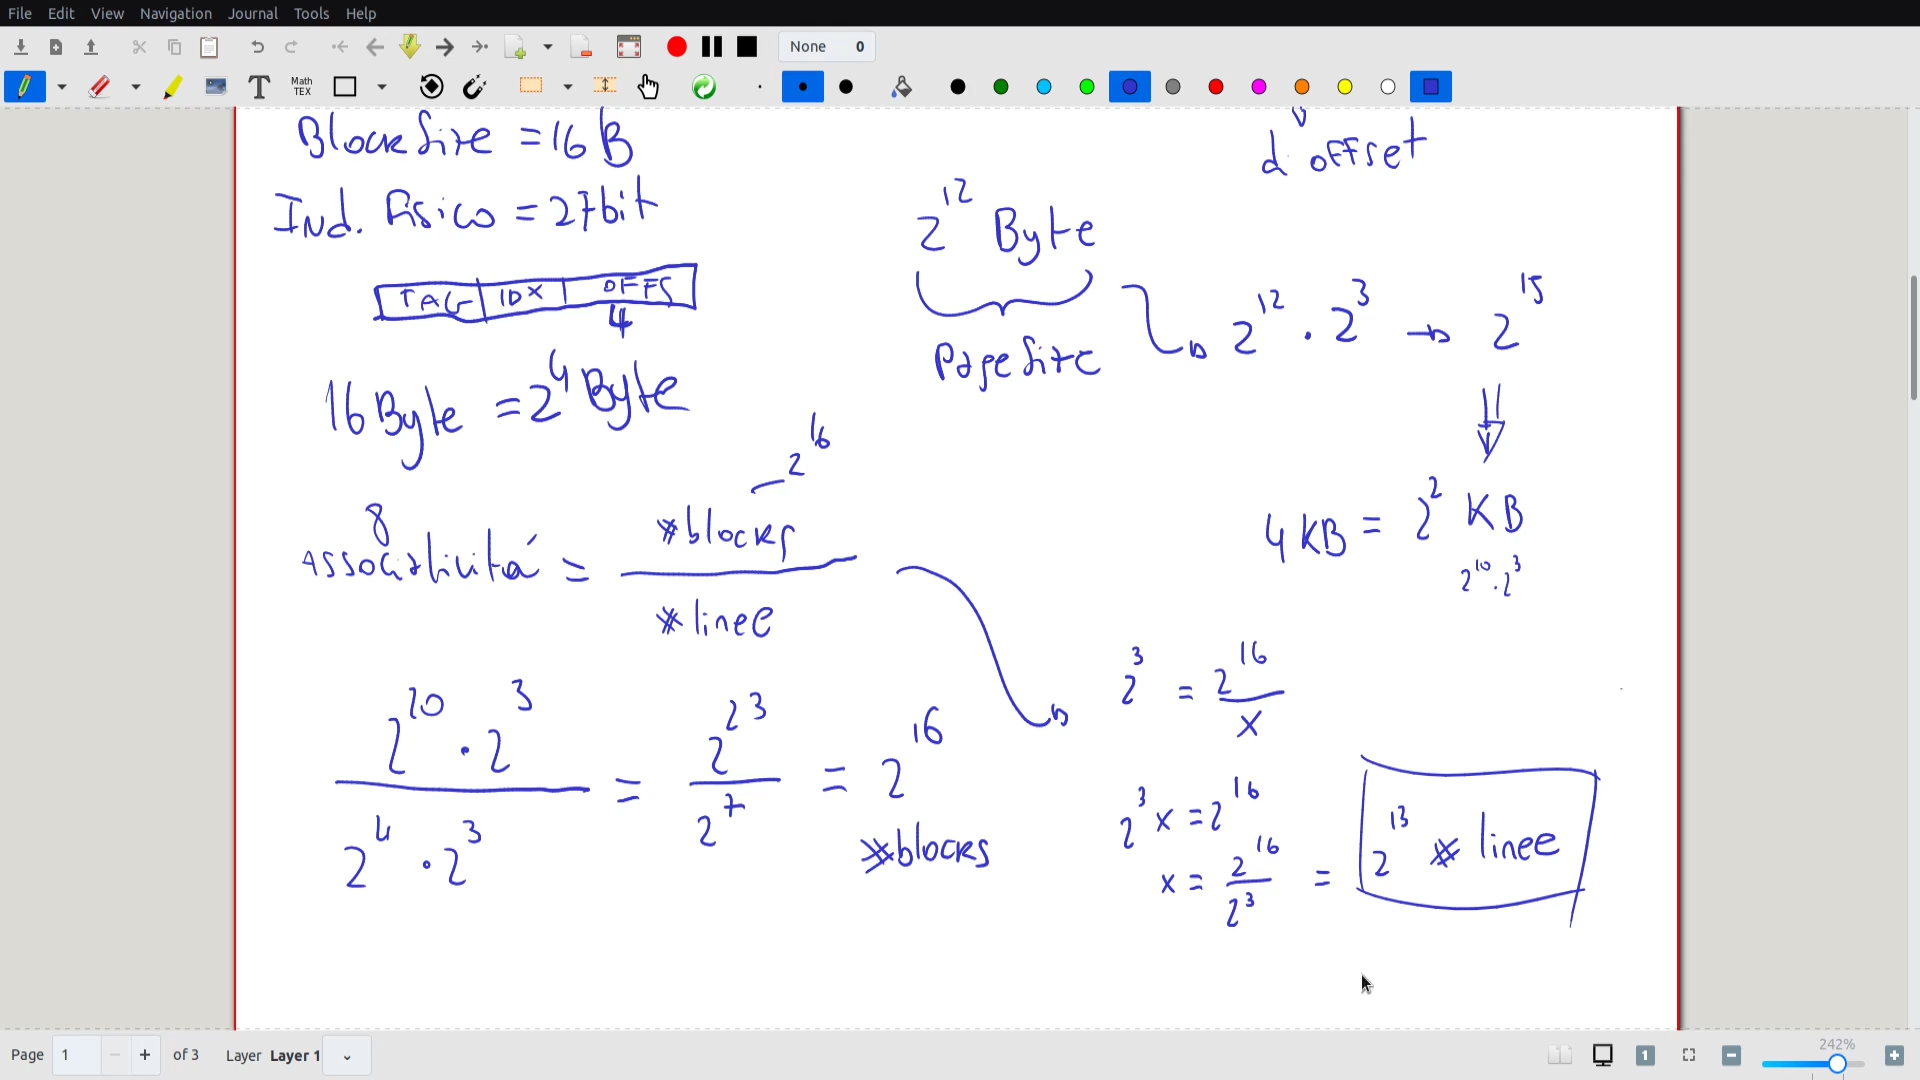 File Edit View Navigation Journal Tools Help
None 0
Math
TEX
Block Size = 16 B
Ind. Fisico = 27 bit
TAG IDX OFFS
4
16 Byte = 2^4 Byte
8
Associatività = #blocks / #linee
2^16
2^20 · 2^3 / 2^4 · 2^3 = 2^23 / 2^7 = 2^16
#blocks
d offset
2^12 Byte
Page Size
2^12 · 2^3 → 2^15
4 KB = 2^2 KB
2^10 · 2^3
2^3 = 2^16 / x
2^3 x = 2^16
x = 2^16 / 2^3 = 2^13 # linee
Page 1 of 3 Layer Layer 1
1
242%